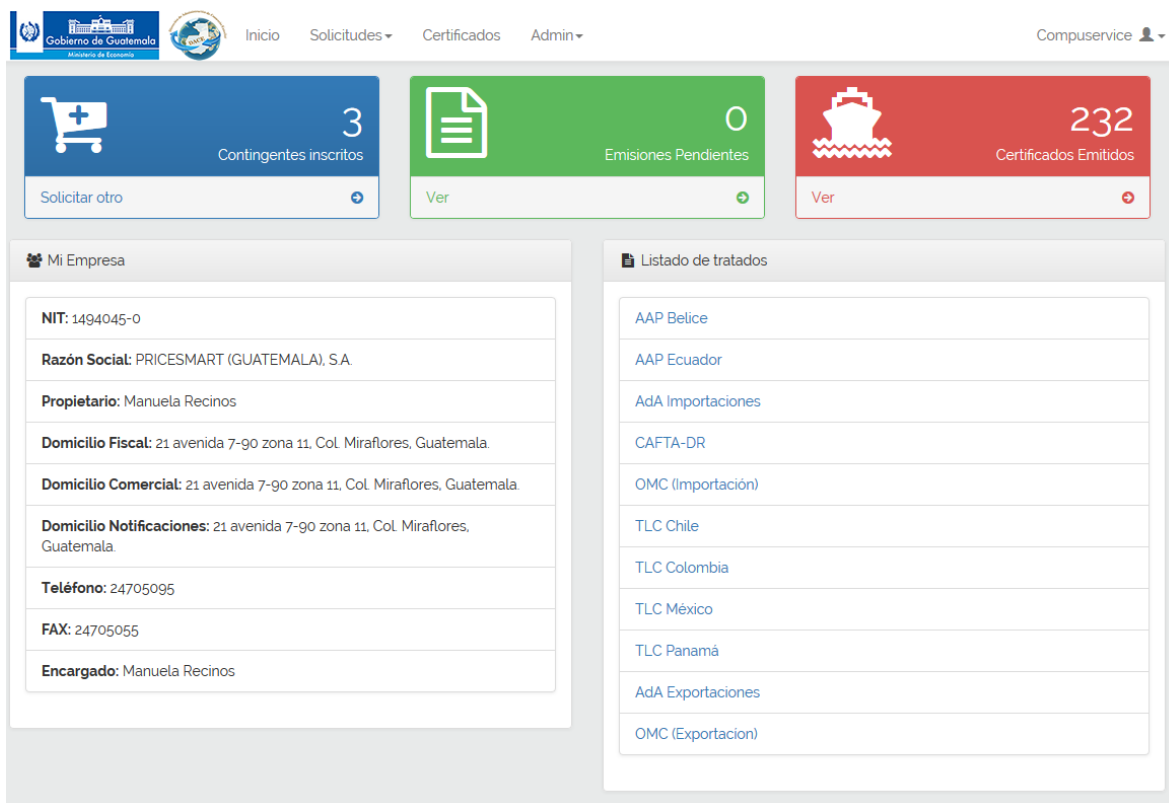 Gobierno de Guatemala
Ministerio de Economía
DACE
Inicio
Solicitudes
Certificados
Admin
Compuservice
3
Contingentes inscritos
Solicitar otro
0
Emisiones Pendientes
Ver
232
Certificados Emitidos
Ver
Mi Empresa
NIT: 1494045-0
Razón Social: PRICESMART (GUATEMALA), S.A.
Propietario: Manuela Recinos
Domicilio Fiscal: 21 avenida 7-90 zona 11, Col. Miraflores, Guatemala.
Domicilio Comercial: 21 avenida 7-90 zona 11, Col. Miraflores, Guatemala.
Domicilio Notificaciones: 21 avenida 7-90 zona 11, Col. Miraflores,
Guatemala.
Teléfono: 24705095
FAX: 24705055
Encargado: Manuela Recinos
Listado de tratados
AAP Belice
AAP Ecuador
AdA Importaciones
CAFTA-DR
OMC (Importación)
TLC Chile
TLC Colombia
TLC México
TLC Panamá
AdA Exportaciones
OMC (Exportacion)